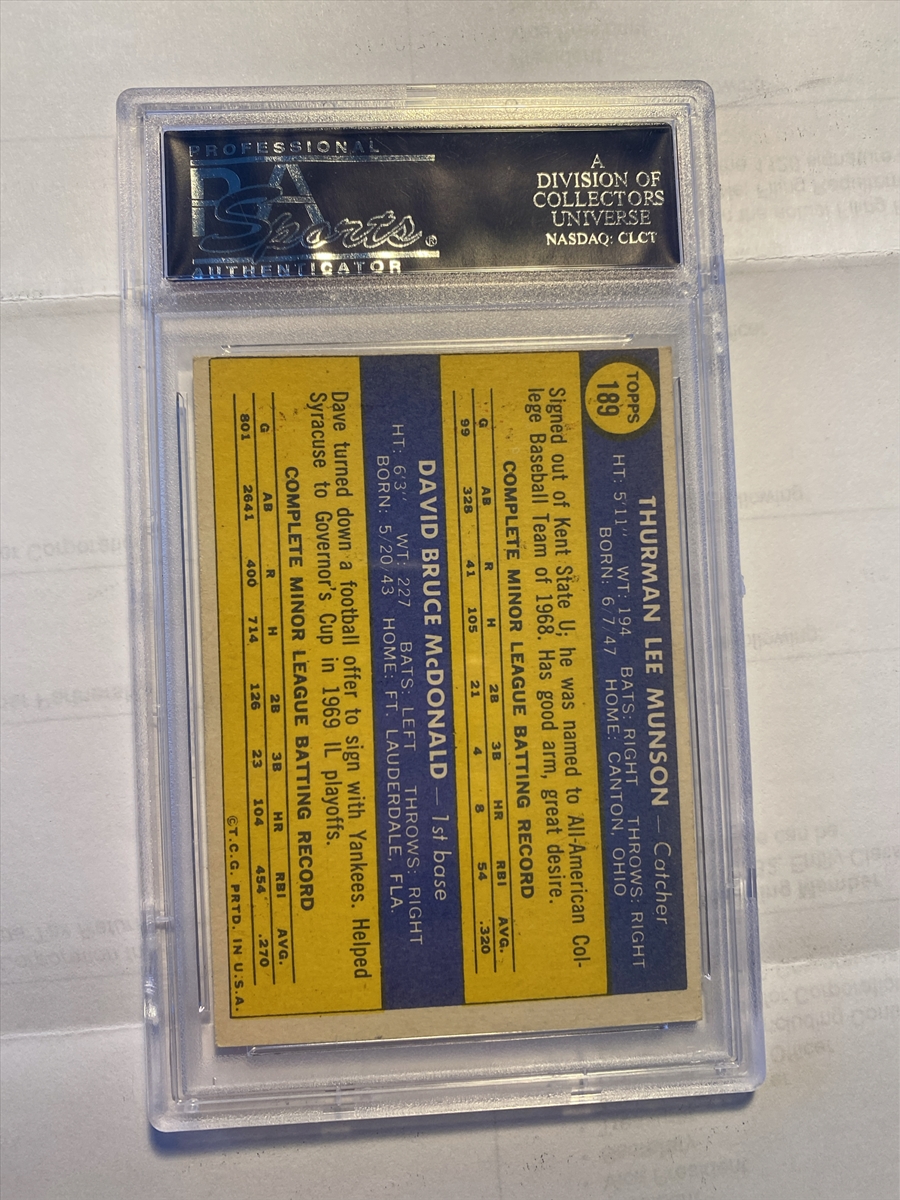 PROFESSIONAL
PSA
Sports®
AUTHENTICATOR
A
DIVISION OF
COLLECTORS
UNIVERSE
NASDAQ: CLCT
TOPPS
189
THURMAN LEE MUNSON—Catcher
HT: 5'11" WT: 194 BATS: RIGHT THROWS: RIGHT
BORN: 6/7/47 HOME: CANTON, OHIO
Signed out of Kent State U; he was named to All-American Col-
lege Baseball Team of 1968. Has good arm, great desire.
COMPLETE MINOR LEAGUE BATTING RECORD
G AB R H 2B 3B HR RBI AVG.
99 328 41 105 21 4 8 54 .320
DAVID BRUCE McDONALD—1st base
HT: 6'3" WT: 227 BATS: LEFT THROWS: RIGHT
BORN: 5/20/43 HOME: FT. LAUDERDALE, FLA.
Dave turned down a football offer to sign with Yankees. Helped
Syracuse to Governor's Cup in 1969 IL playoffs.
COMPLETE MINOR LEAGUE BATTING RECORD
G AB R H 2B 3B HR RBI AVG.
801 2641 400 714 126 23 104 454 .270
©T.C.G. PRTD. IN U.S.A.